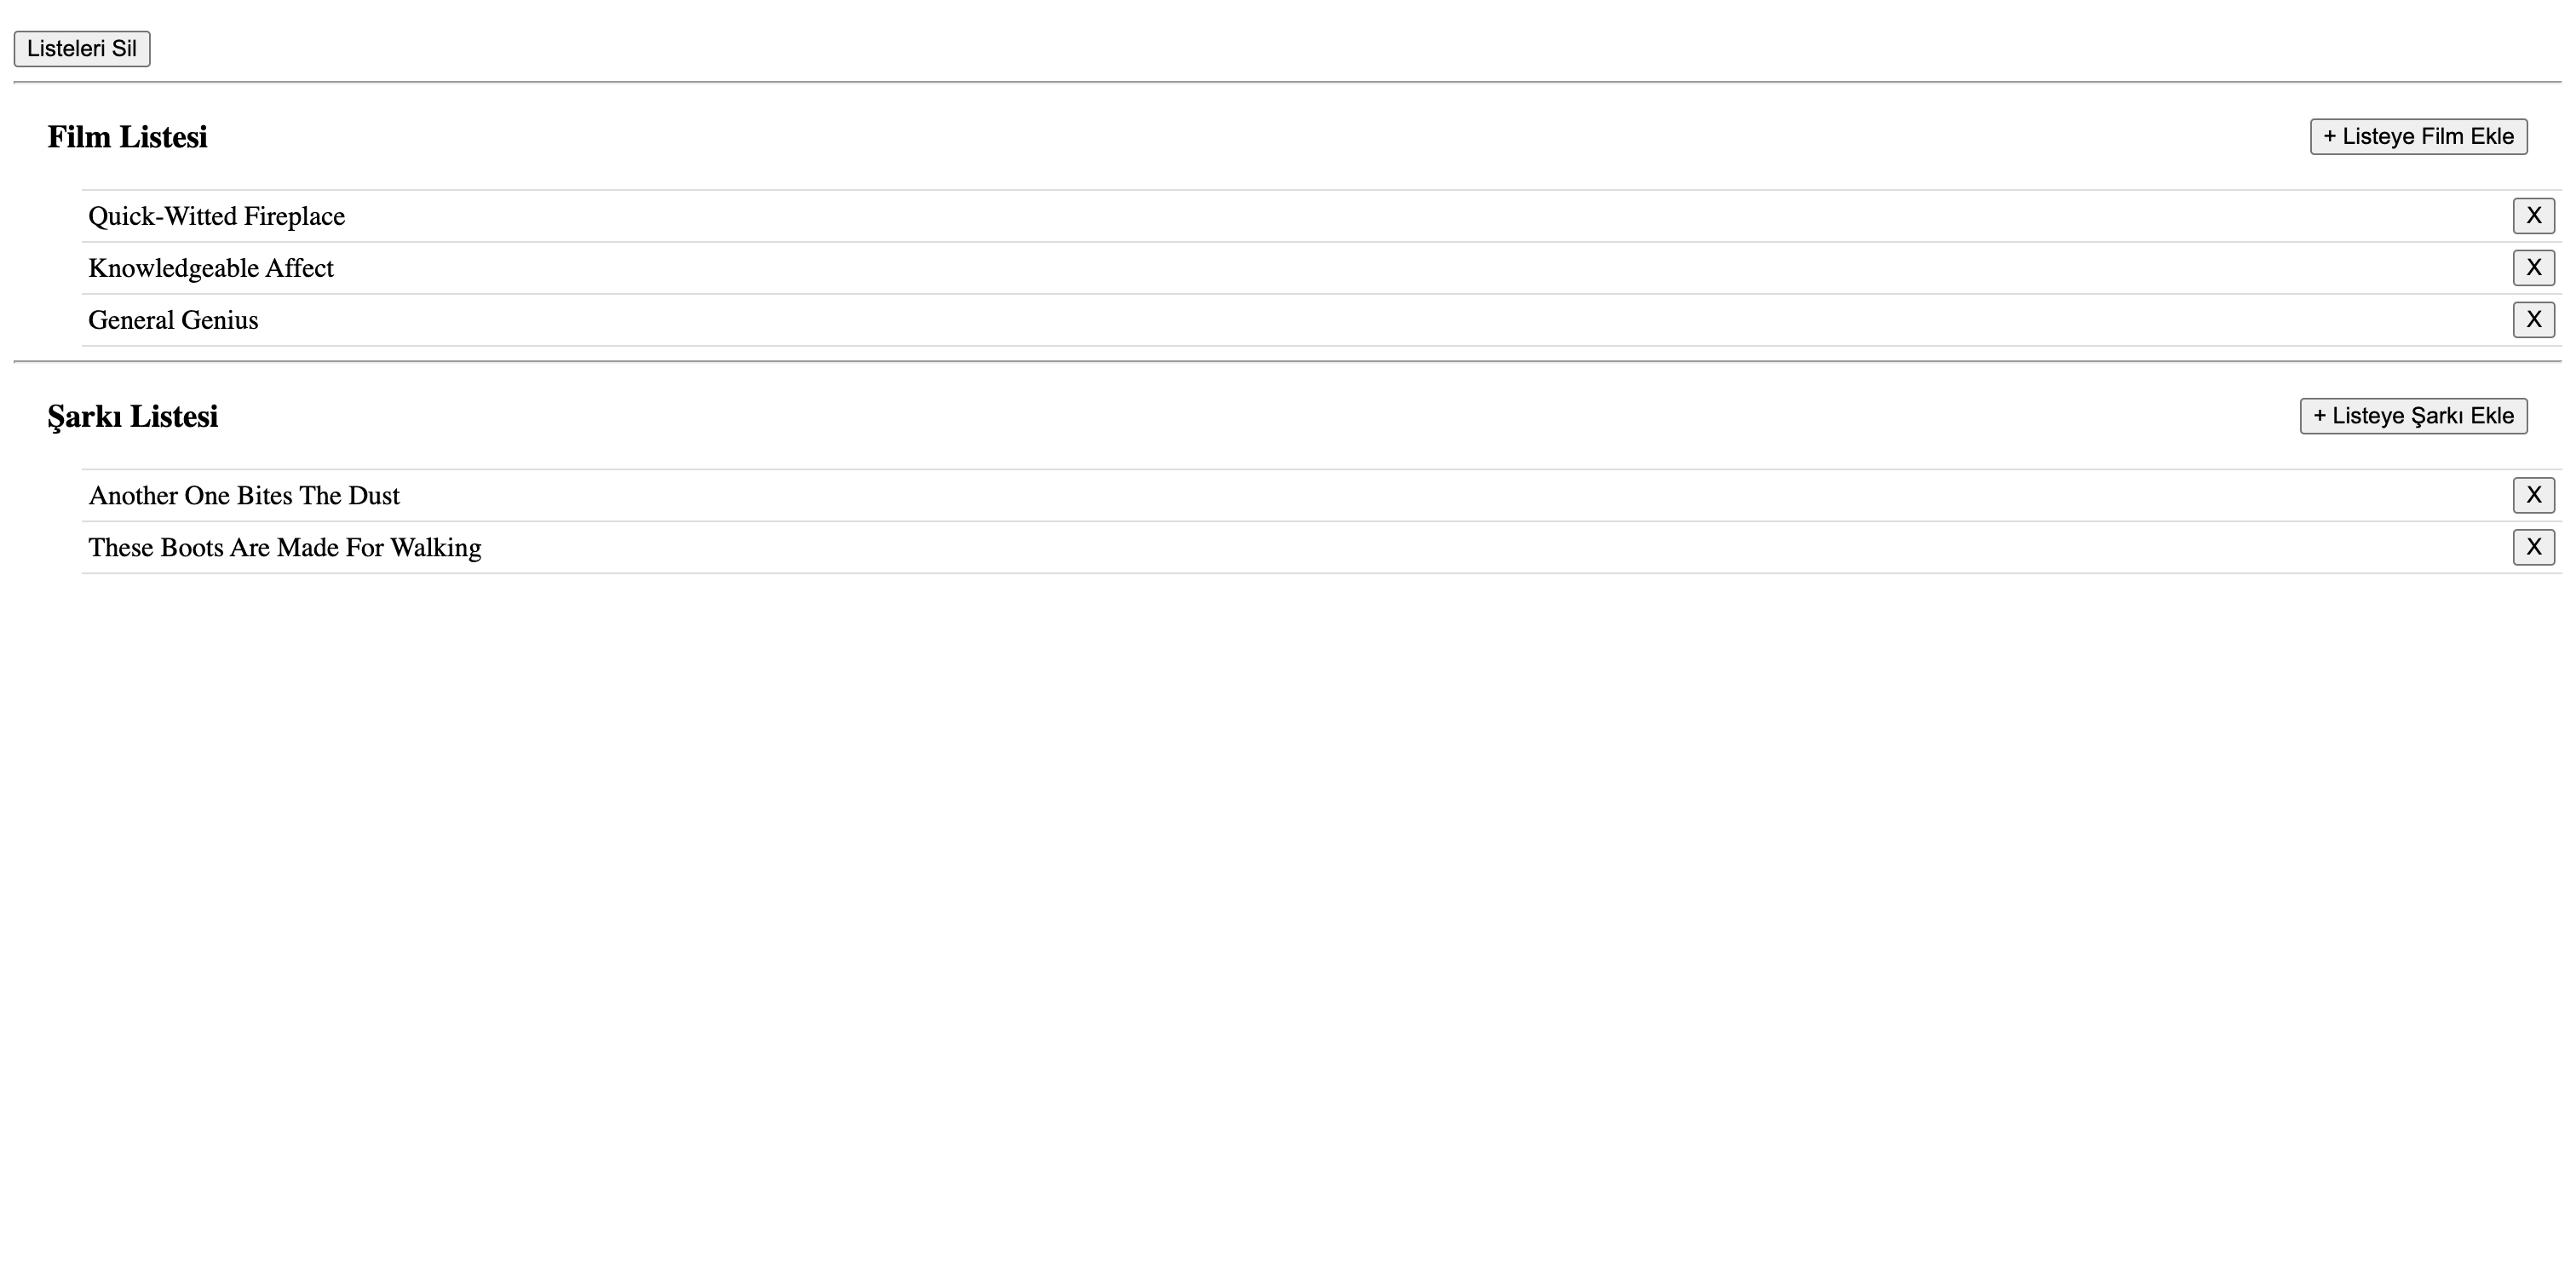 Listeleri Sil
Film Listesi
+ Listeye Film Ekle
Quick-Witted Fireplace
X
Knowledgeable Affect
X
General Genius
X
Şarkı Listesi
+ Listeye Şarkı Ekle
Another One Bites The Dust
X
These Boots Are Made For Walking
X